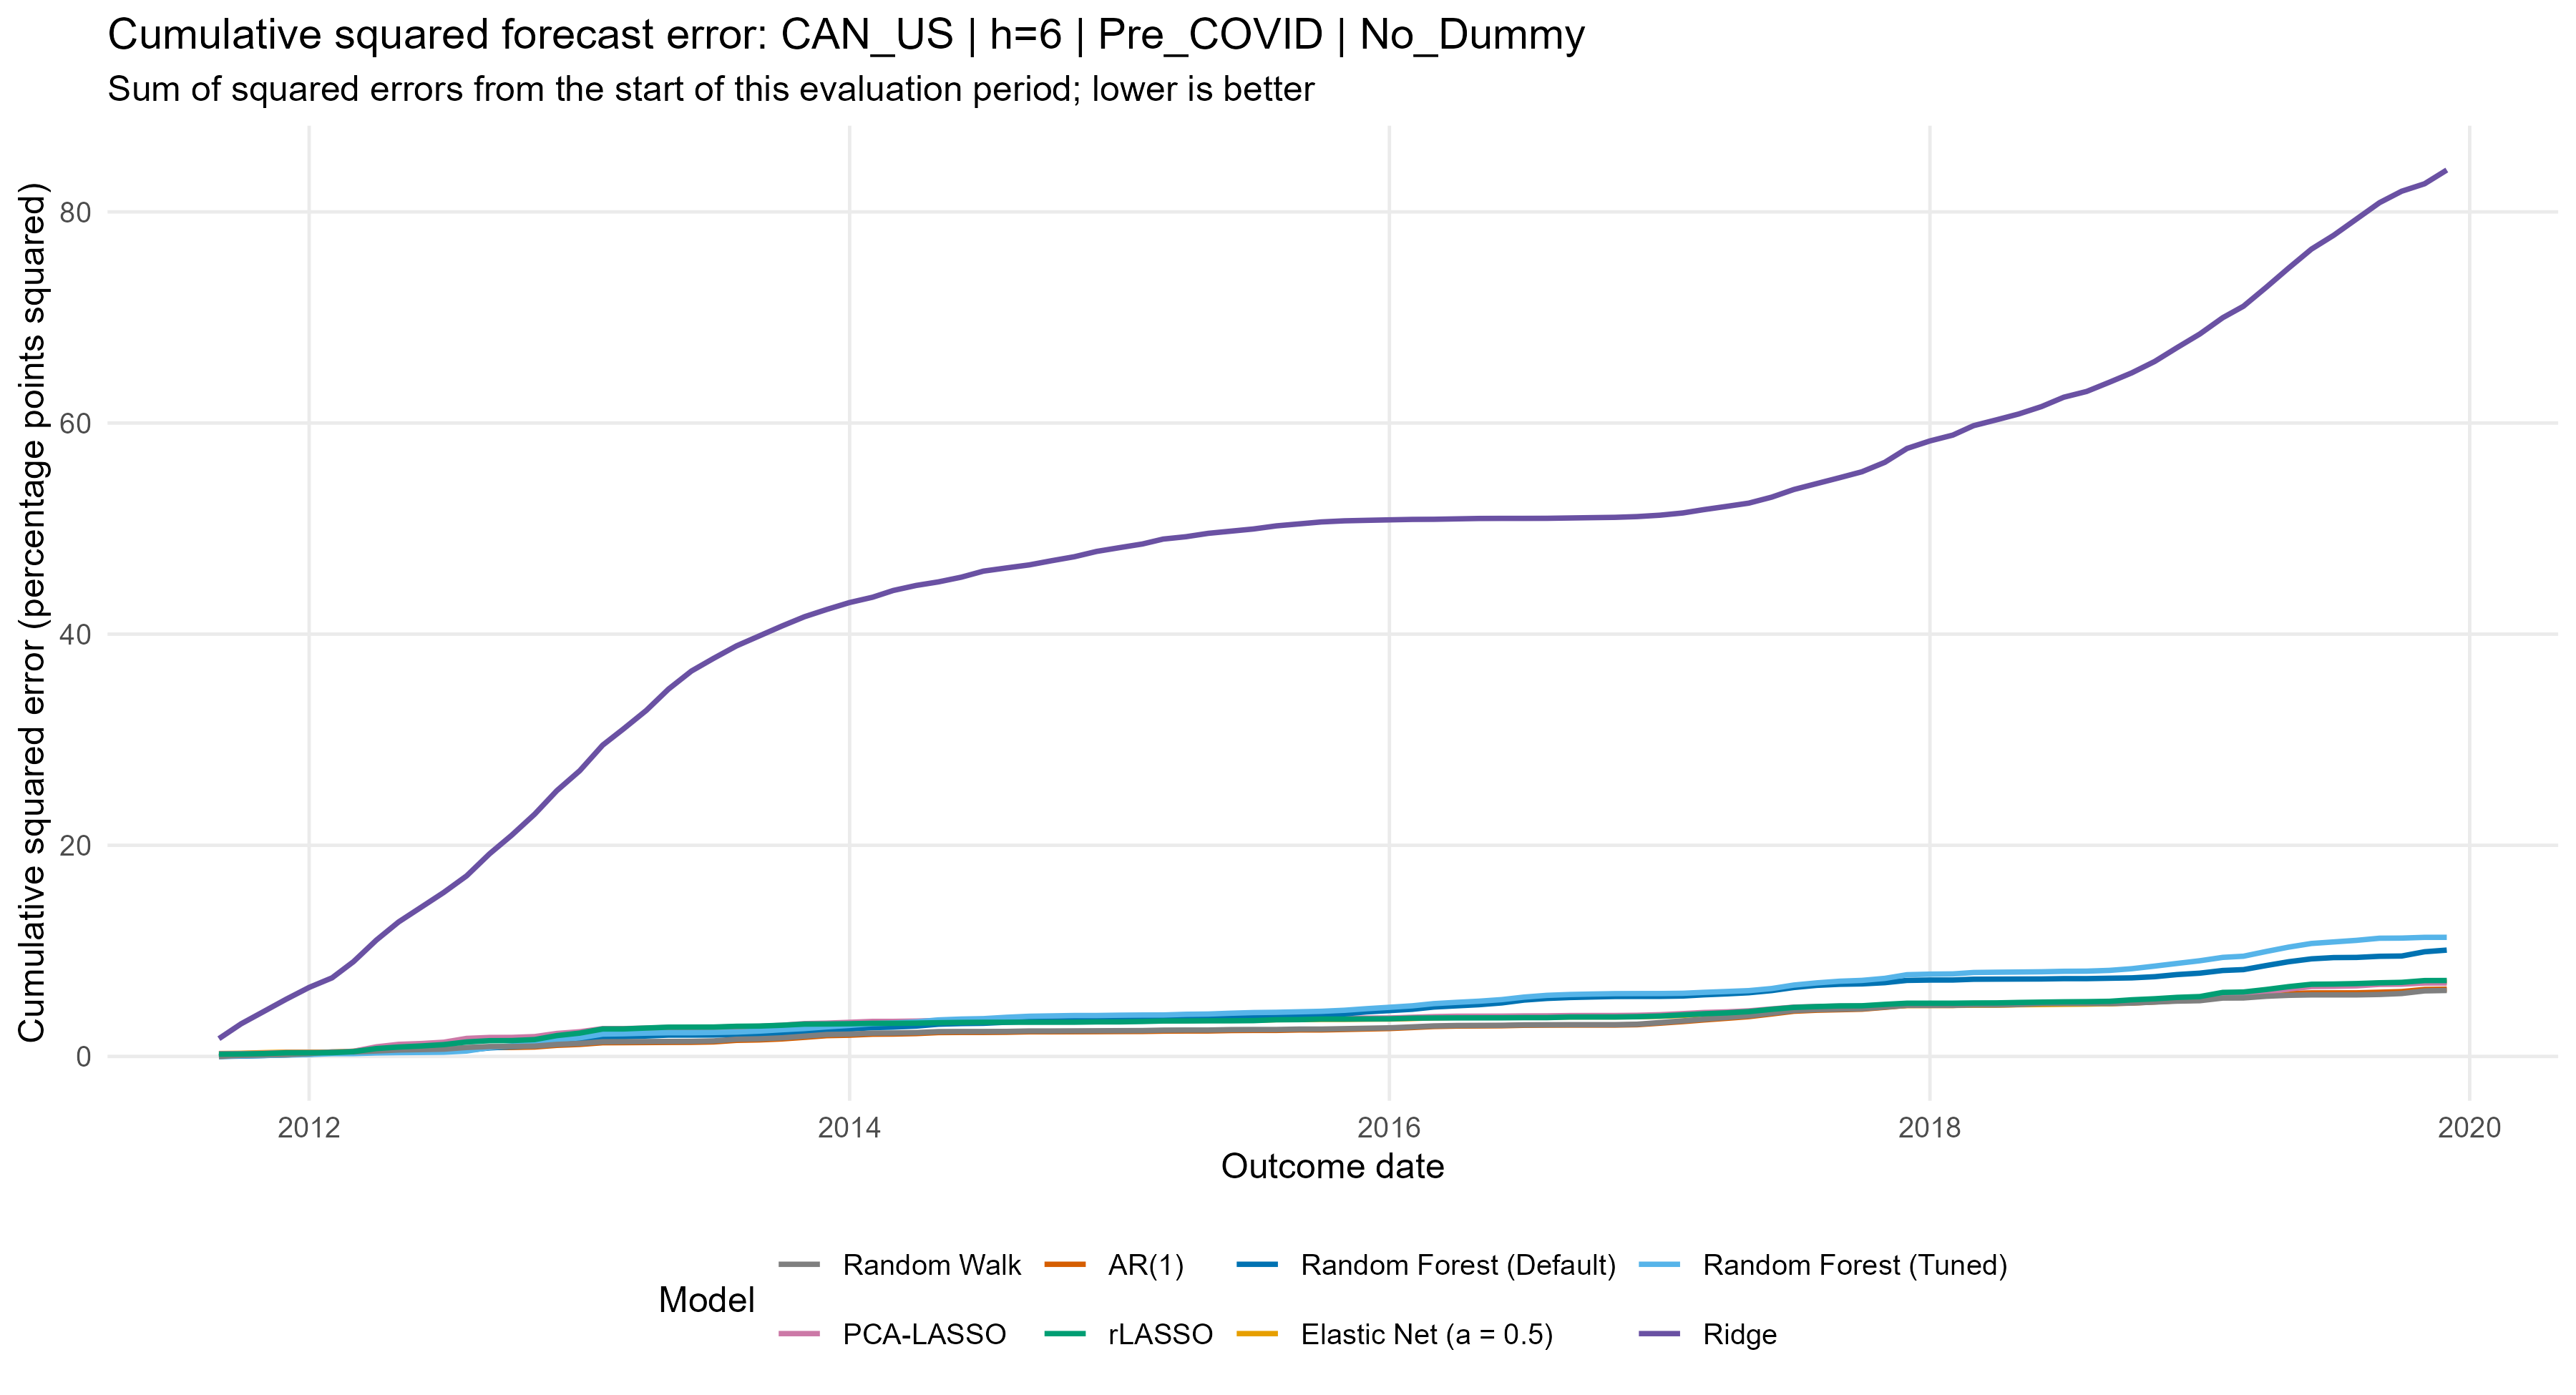 Cumulative squared forecast error: CAN_US | h=6 | Pre_COVID | No_Dummy
Sum of squared errors from the start of this evaluation period; lower is better
Cumulative squared error (percentage points squared)
80
60
40
20
0
2012 2014 2016 2018 2020
Outcome date
Model
Random Walk AR(1) Random Forest (Default) Random Forest (Tuned)
PCA-LASSO rLASSO Elastic Net (a = 0.5) Ridge